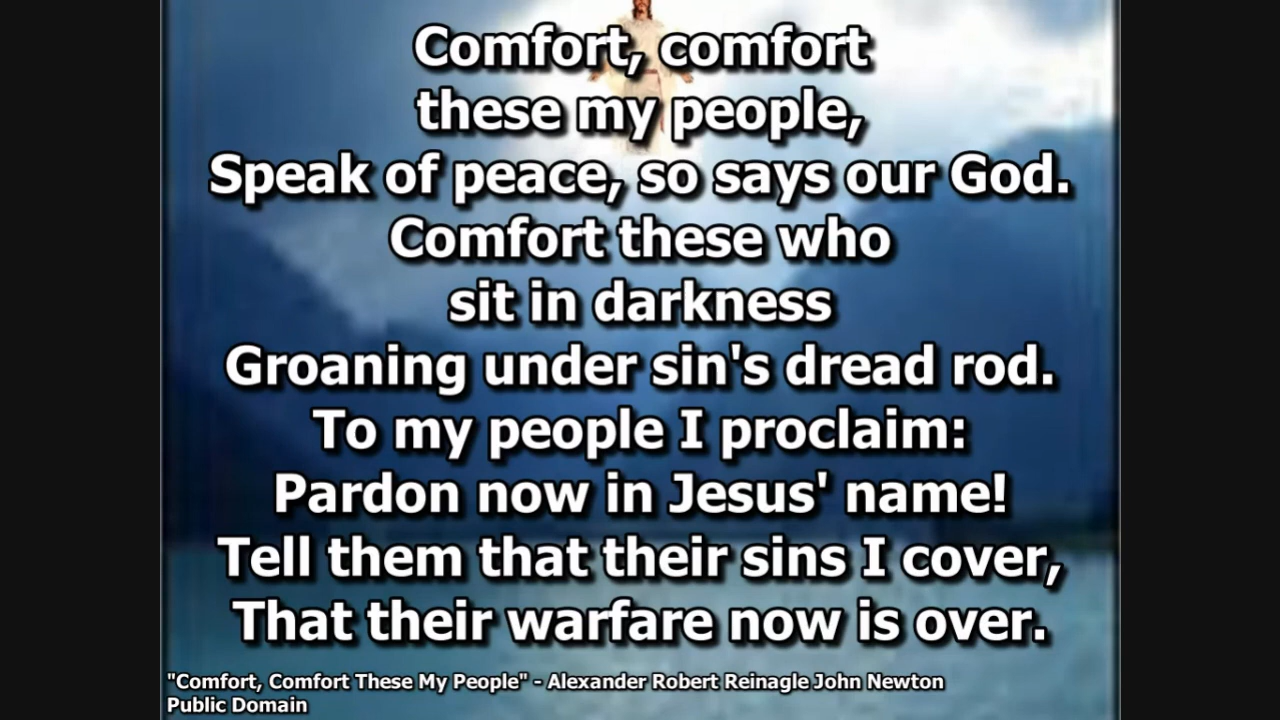 Comfort, comfort
these my people,
Speak of peace, so says our God.
Comfort these who
sit in darkness
Groaning under sin's dread rod.
To my people I proclaim:
Pardon now in Jesus' name!
Tell them that their sins I cover,
That their warfare now is over.
"Comfort, Comfort These My People" - Alexander Robert Reinagle John Newton
Public Domain